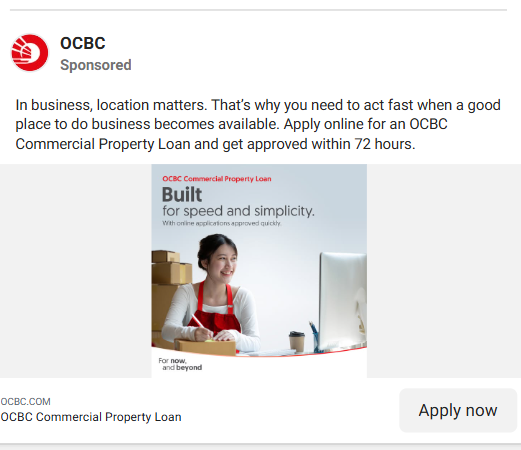 OCBC
Sponsored
In business, location matters. That's why you need to act fast when a good
place to do business becomes available. Apply online for an OCBC
Commercial Property Loan and get approved within 72 hours.
OCBC Commercial Property Loan
Built
for speed and simplicity.
With online applications approved quickly.
For now,
and beyond
OCBC.COM
OCBC Commercial Property Loan
Apply now